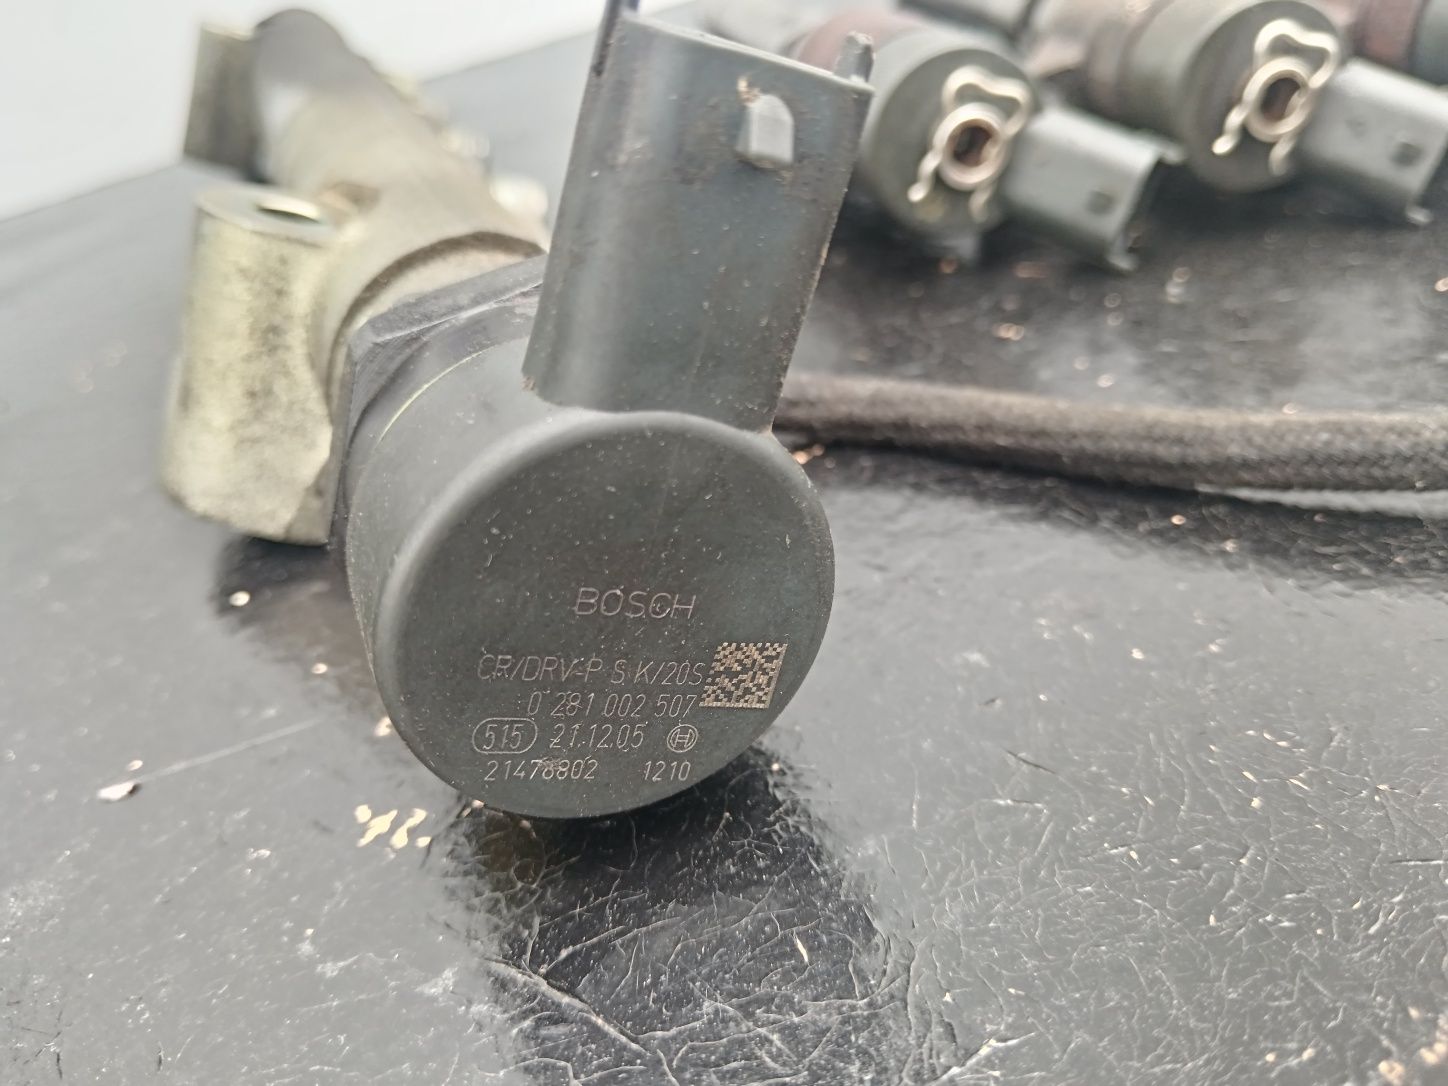 BOSCH
CR/DRV-P S K/20S
0 281 002 507
515 21.12.05
21478802 1210